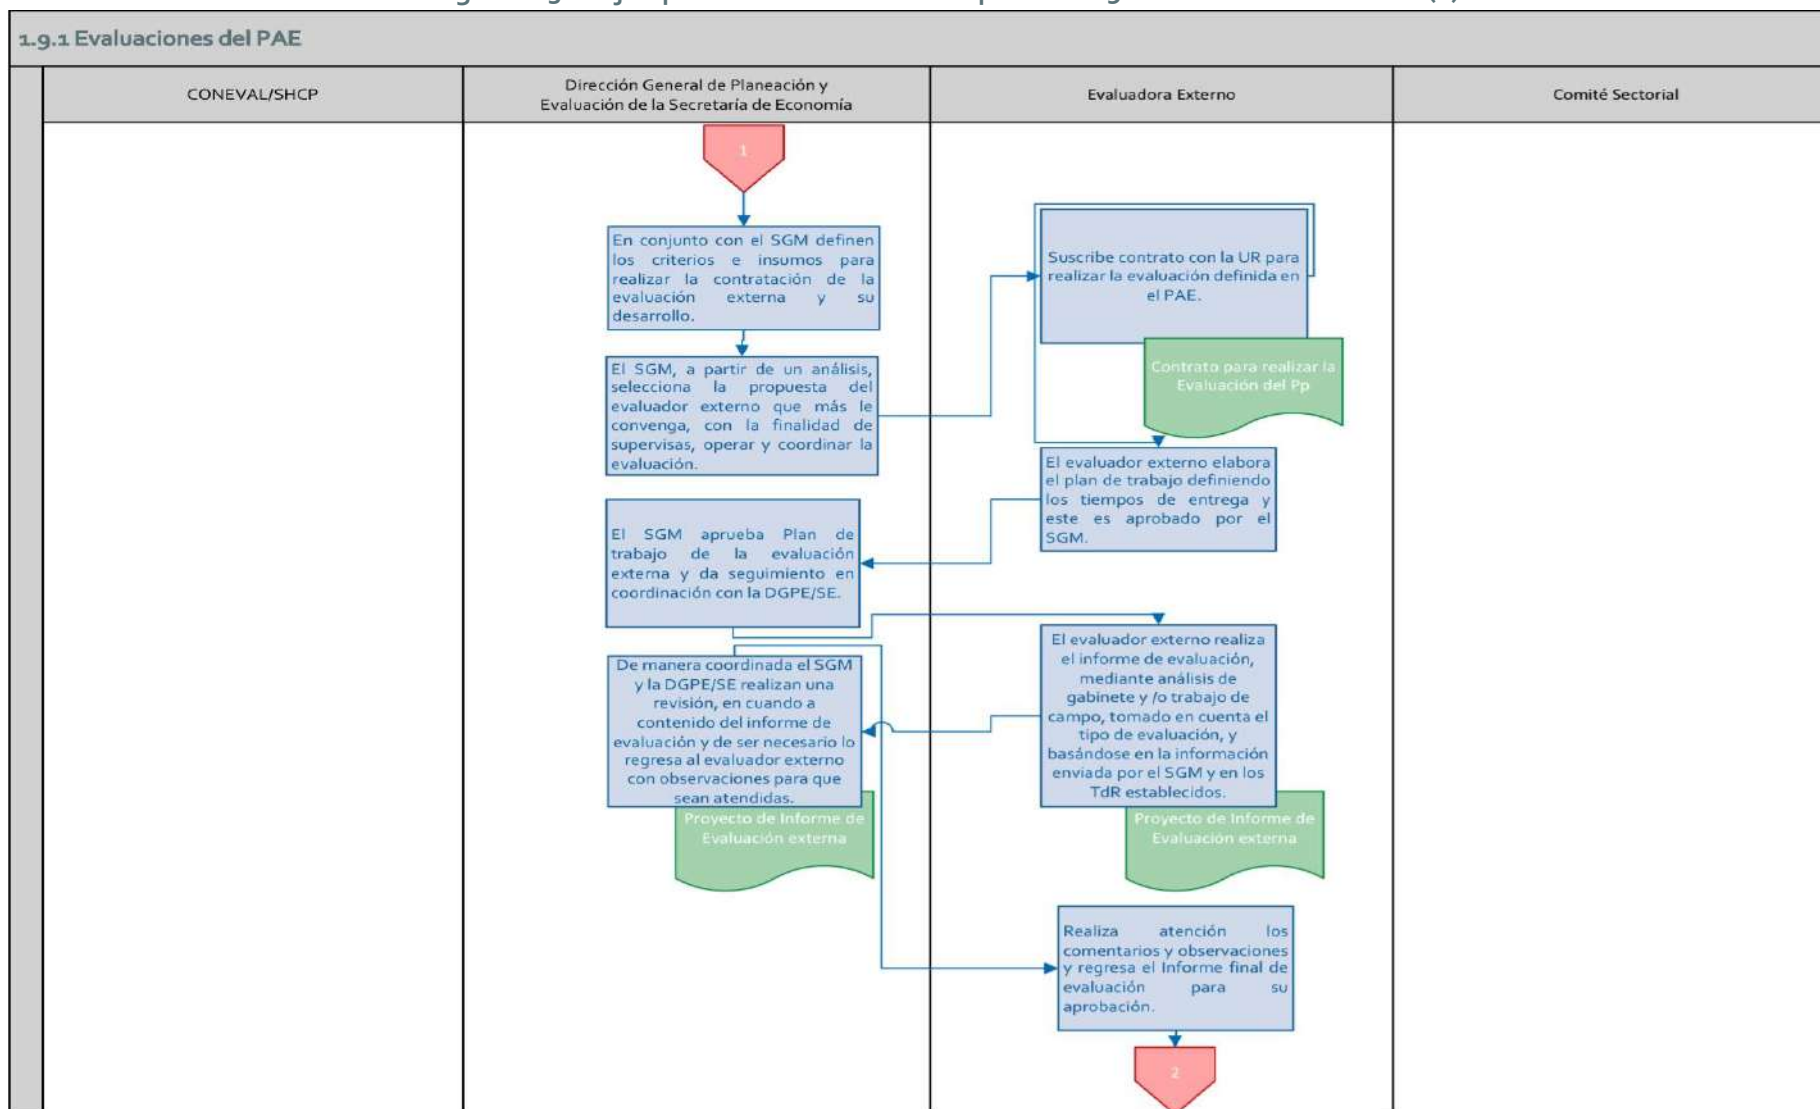 1.9.1 Evaluaciones del PAE
CONEVAL/SHCP
Dirección General de Planeación y
Evaluación de la Secretaría de Economía
Evaluadora Externo
Comité Sectorial
1
En conjunto con el SGM definen
los criterios e insumos para
realizar la contratación de la
evaluación externa y su
desarrollo.
El SGM, a partir de un análisis,
selecciona la propuesta del
evaluador externo que más le
convenga, con la finalidad de
supervisas, operar y coordinar la
evaluación.
Suscribe contrato con la UR para
realizar la evaluación definida en
el PAE.
Contrato para realizar la
Evaluación del Pp
El evaluador externo elabora
el plan de trabajo definiendo
los tiempos de entrega y
este es aprobado por el
SGM.
El SGM aprueba Plan de
trabajo de la evaluación
externa y da seguimiento en
coordinación con la DGPE/SE.
El evaluador externo realiza
el informe de evaluación,
mediante análisis de
gabinete y /o trabajo de
campo, tomado en cuenta el
tipo de evaluación, y
basándose en la información
enviada por el SGM y en los
TdR establecidos.
Proyecto de Informe de
Evaluación externa
De manera coordinada el SGM
y la DGPE/SE realizan una
revisión, en cuando a
contenido del informe de
evaluación y de ser necesario lo
regresa al evaluador externo
con observaciones para que
sean atendidas.
Proyecto de Informe de
Evaluación externa
Realiza atención los
comentarios y observaciones
y regresa el Informe final de
evaluación para su
aprobación.
2